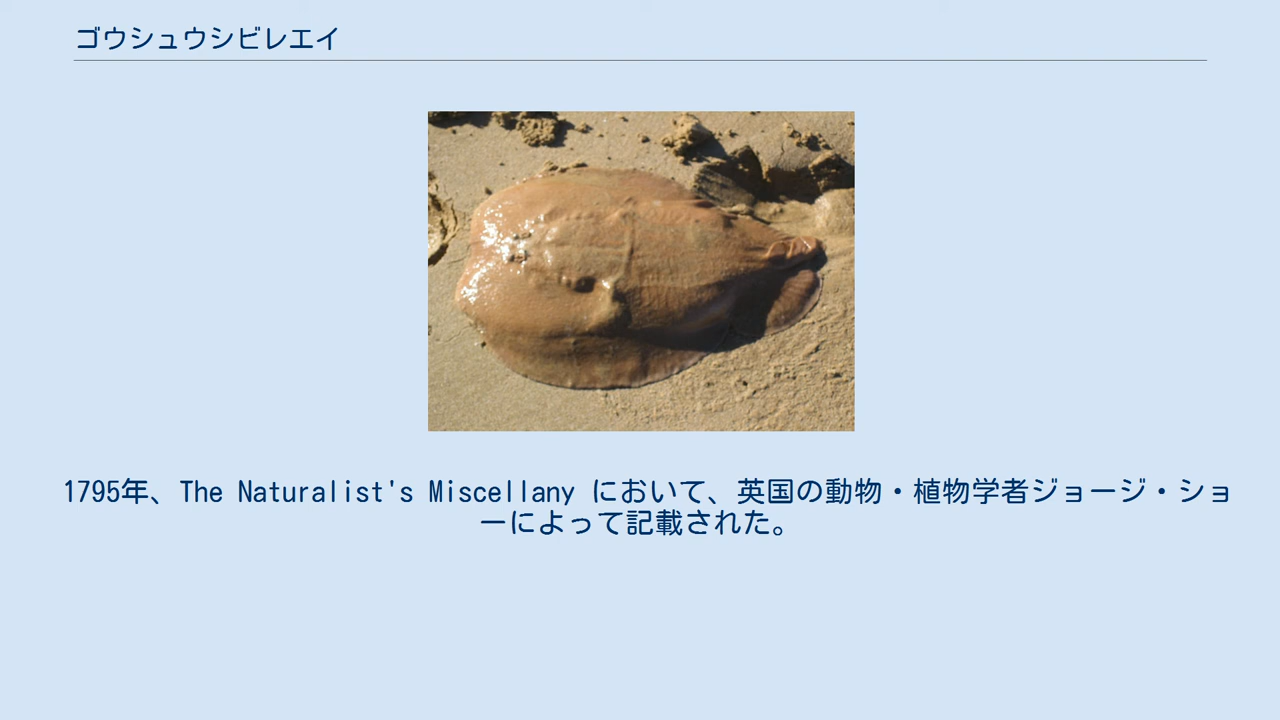 ゴウシュウシビレエイ
1795年、The Naturalist's Miscellany において、英国の動物・植物学者ジョージ・ショ
ーによって記載された。